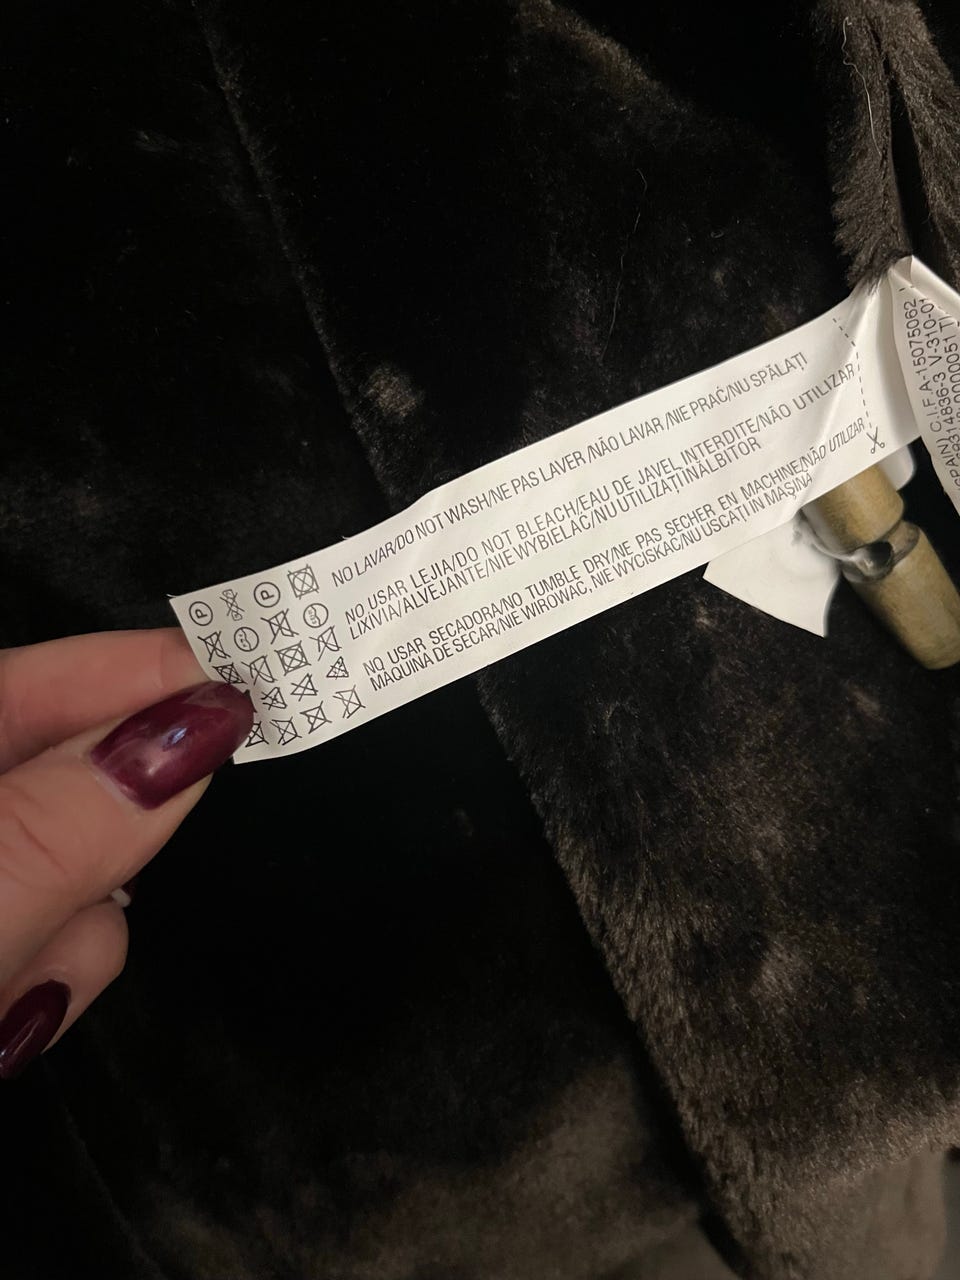 NO LAVAR/DO NOT WASH/NE PAS LAVER /NÃO LAVAR /NIE PRAĆ/NU SPĂLAȚI
NO USAR LEJIA/DO NOT BLEACH/EAU DE JAVEL INTERDITE/NÃO UTILIZAR
LIXIVIA/ALVEJANTE/NIE WYBIELAĆ/NU UTILIZAȚI INALBITOR
NO USAR SECADORA/NO TUMBLE DRY/NE PAS SECHER EN MACHINE/NÃO UTILIZAR
MAQUINA DE SECAR/NIE WIROWAĆ, NIE WYCISKAĆ/NU USCAȚI IN MAȘINA
P
P
C.I.F.A-15075062
V-310-0